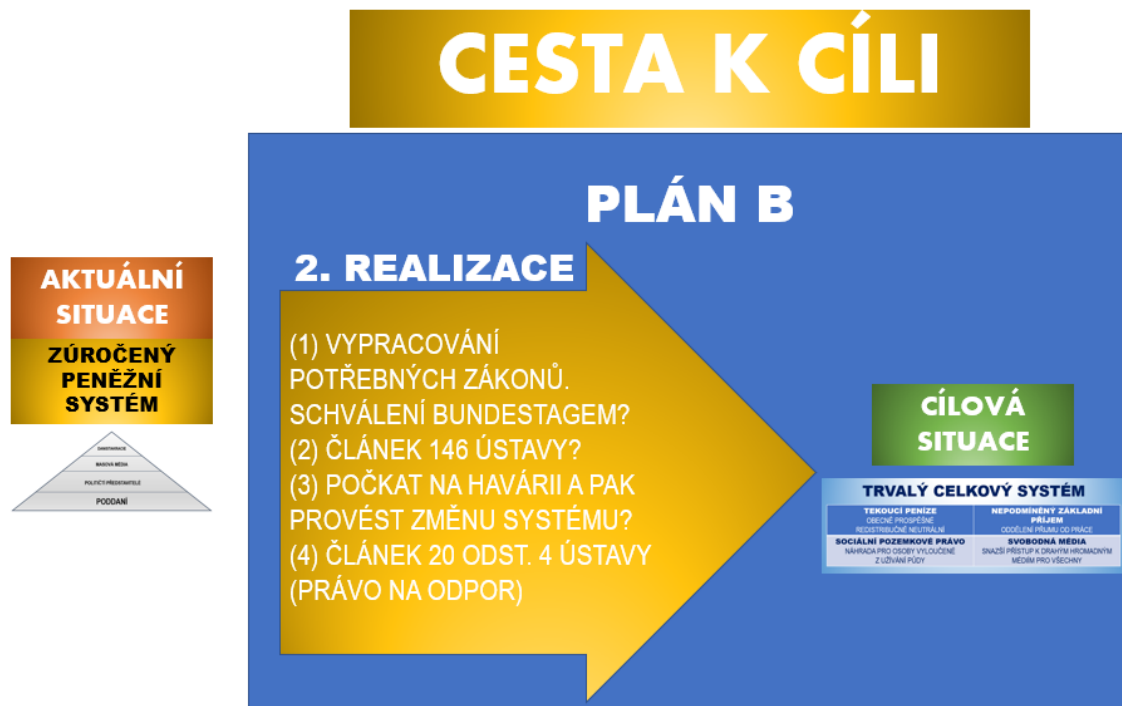 CESTA K CÍLI
PLÁN B
2. REALIZACE
(1) VYPRACOVÁNÍ
POTŘEBNÝCH ZÁKONŮ.
SCHVÁLENÍ BUNDESTAGEM?
(2) ČLÁNEK 146 ÚSTAVY?
(3) POČKAT NA HAVÁRII A PAK
PROVÉST ZMĚNU SYSTÉMU?
(4) ČLÁNEK 20 ODST. 4 ÚSTAVY
(PRÁVO NA ODPOR)
AKTUÁLNÍ
SITUACE
ZÚROČENÝ
PENĚŽNÍ
SYSTÉM
MASOVÁ MÉDIA
POLITIČTÍ PŘEDSTAVITELÉ
PODDANÍ
CÍLOVÁ
SITUACE
TRVALÝ CELKOVÝ SYSTÉM
TEKOUCÍ PENÍZE
OBECNĚ PROSPĚŠNÉ
REDISTRIBUČNĚ NEUTRÁLNÍ
NEPODMÍNĚNÝ ZÁKLADNÍ
PŘÍJEM
ODDĚLENÍ PŘIJMU OD PRÁCE
SOCIÁLNÍ POZEMKOVÉ PRÁVO
NÁHRADA PRO OSOBY VYLOUČENÉ
Z UŽÍVÁNÍ PŮDY
SVOBODNÁ MÉDIA
SNAZŠÍ PŘÍSTUP K DRAHÝM HROMADNÝM
MÉDIÍM PRO VŠECHNY